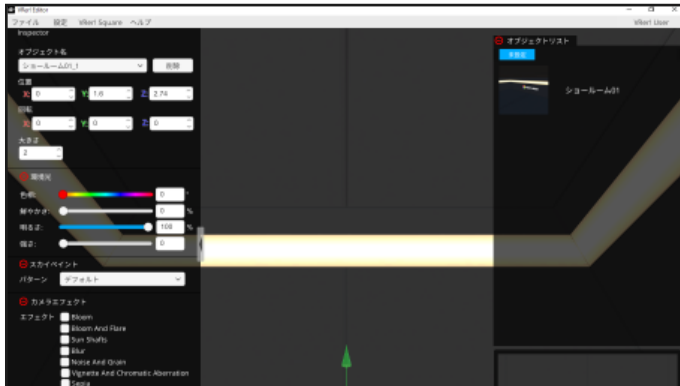 Vket Editor
ファイル 設定 Vket Square ヘルプ
Vket User
Inspector
オブジェクト名
ショールーム01_1
削除
位置
X: 0 Y: 1.6 Z: 2.74
回転
X: 0 Y: 0 Z: 0
大きさ
2
環境光
色相: 0 °
鮮やかさ: 0 %
明るさ: 100 %
強さ: 0
スカイペイント
パターン デフォルト
カメラエフェクト
エフェクト Bloom
Bloom And Flare
Sun Shafts
Blur
Noise And Grain
Vignette And Chromatic Aberration
Sepia
オブジェクトリスト
ショールーム01